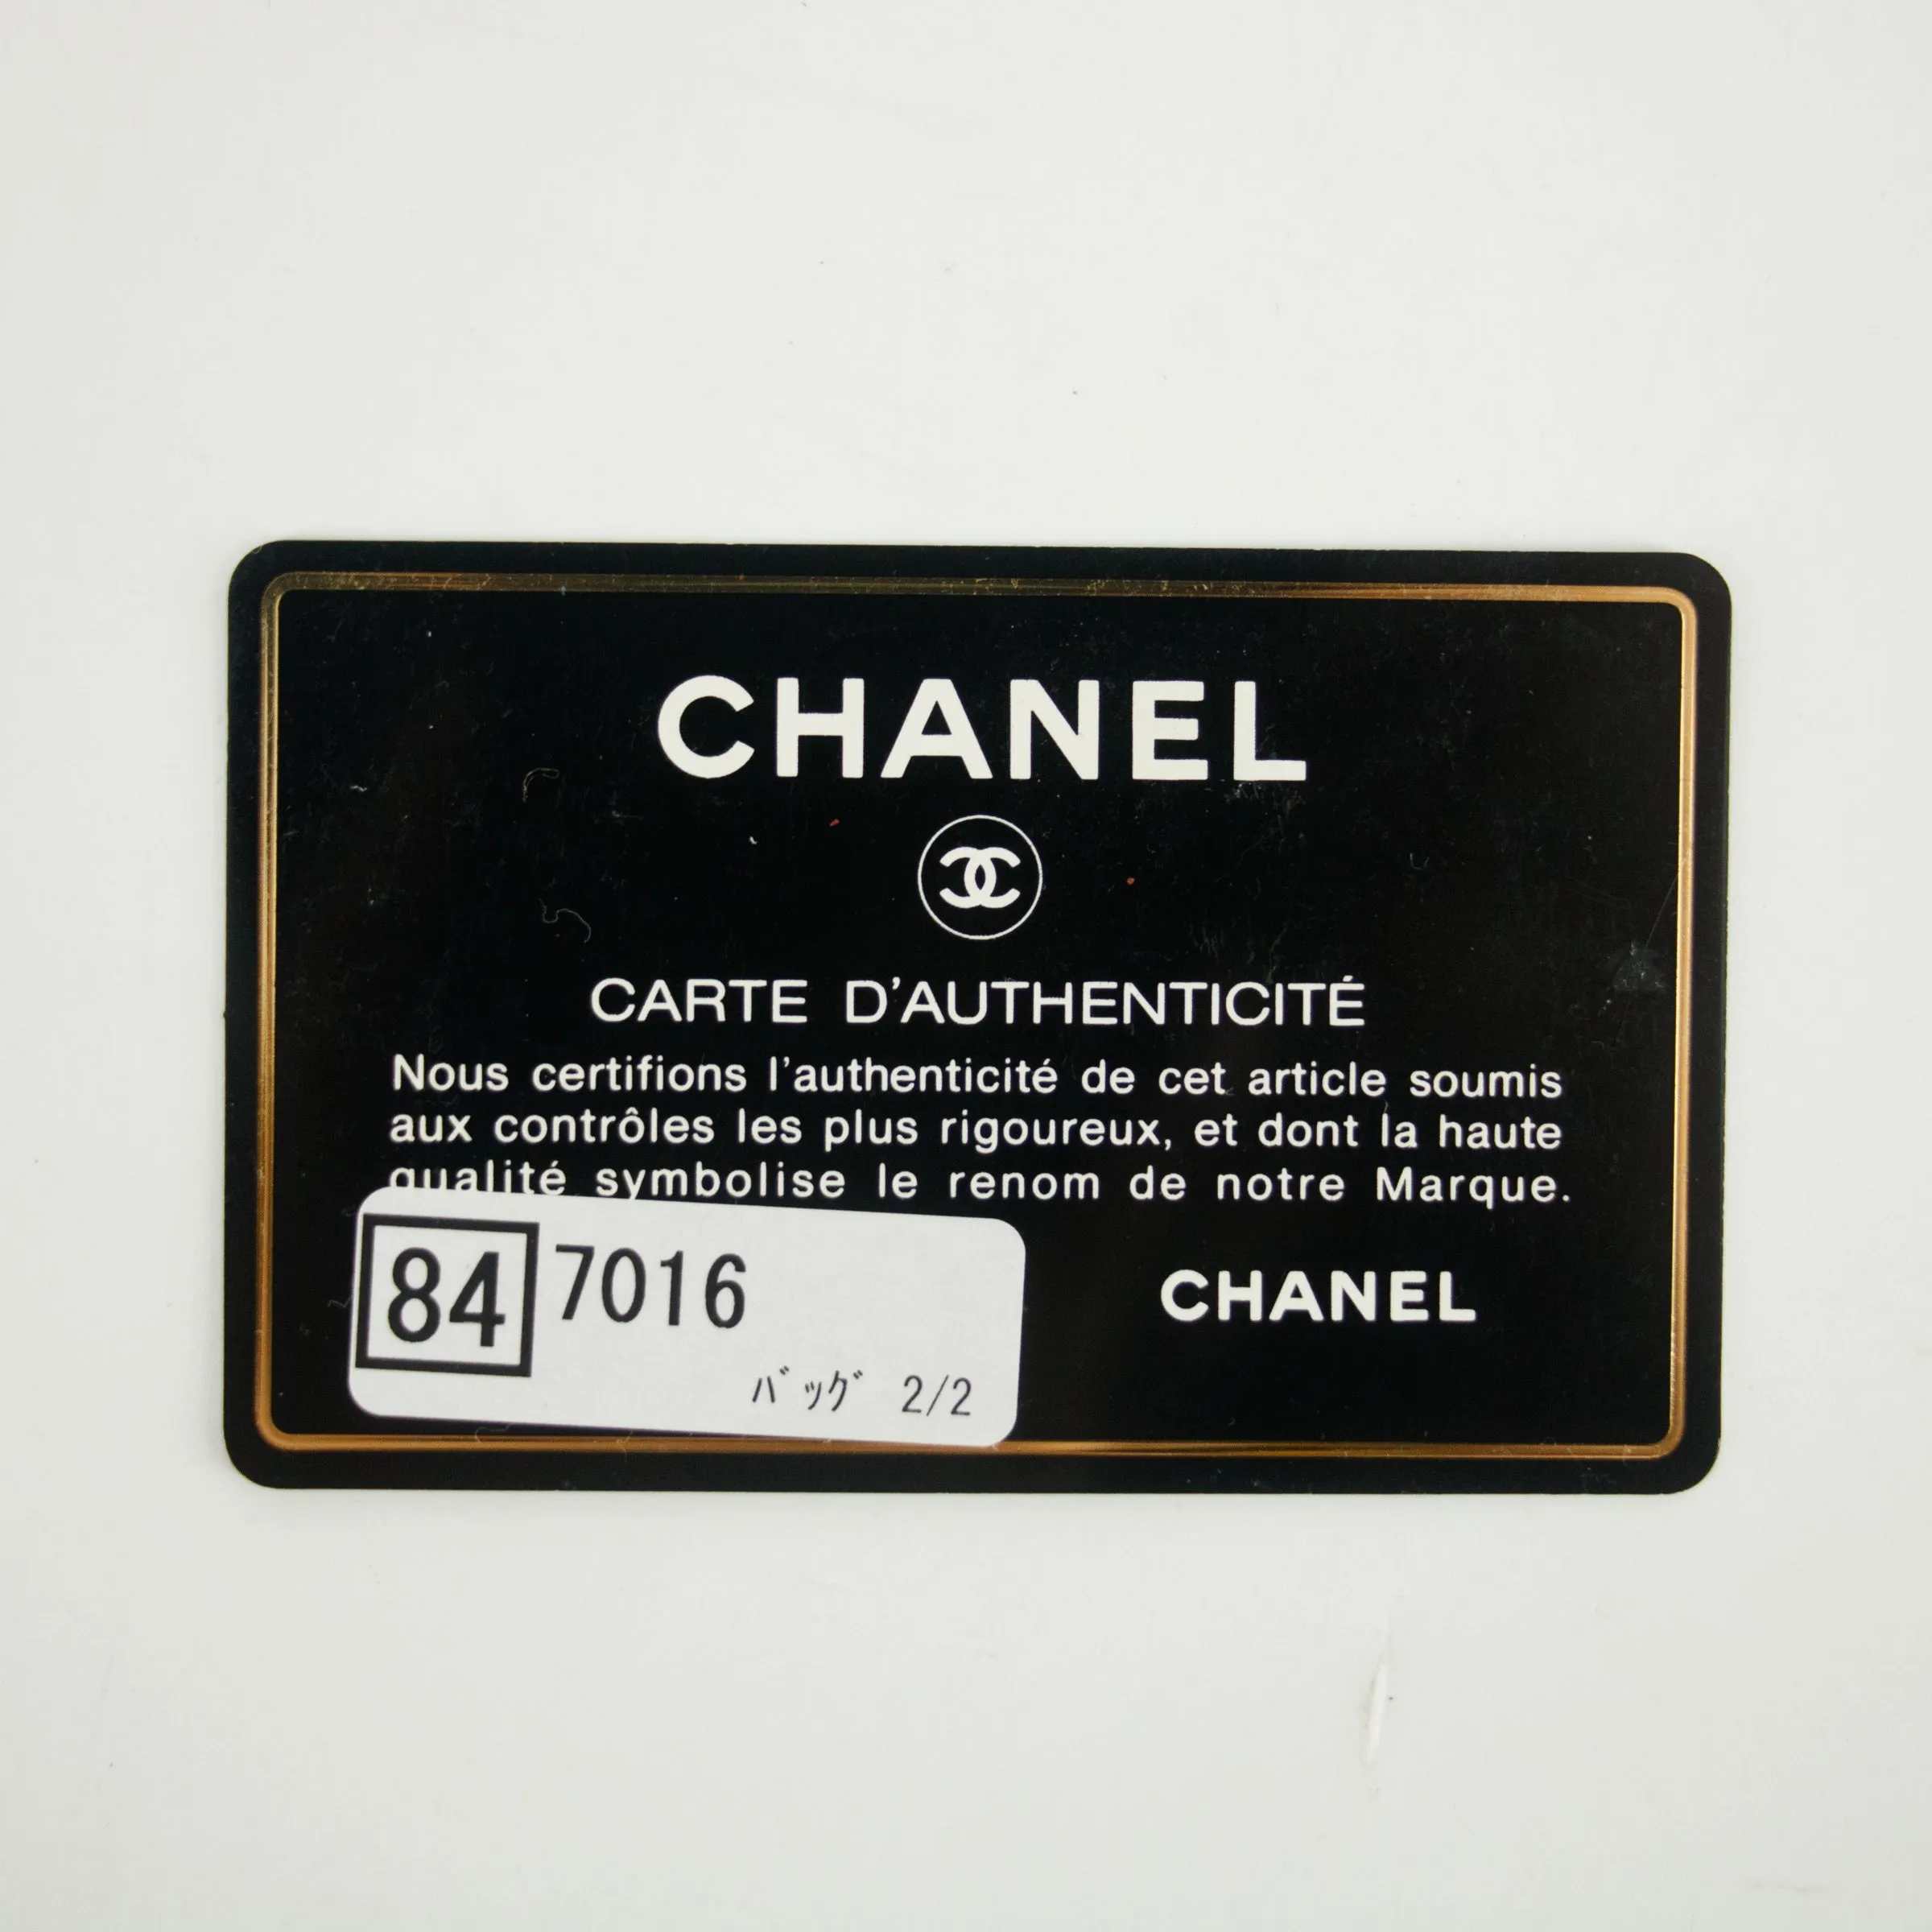 CHANEL
CARTE D'AUTHENTICITÉ
Nous certifions l'authenticité de cet article soumis
aux contrôles les plus rigoureux, et dont la haute
qualité symbolise le renom de notre Marque.
84 7016
バッグ 2/2
CHANEL